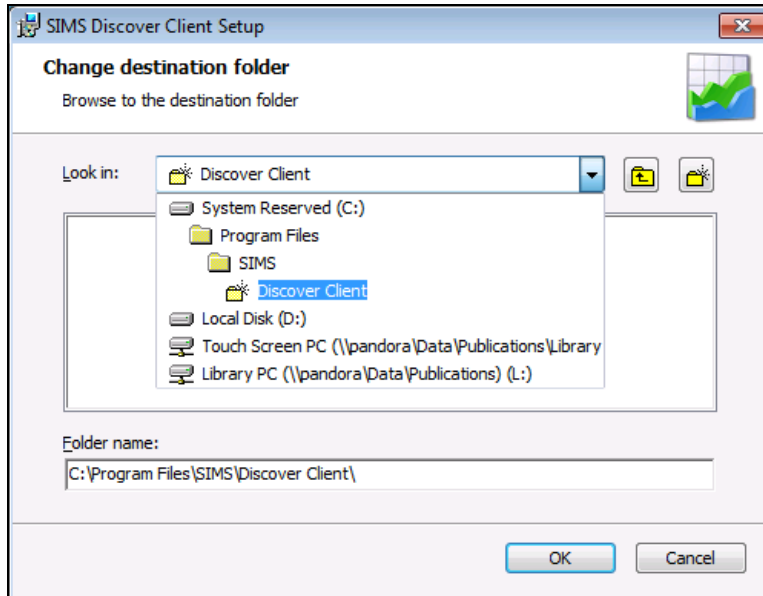 SIMS Discover Client Setup
Change destination folder
Browse to the destination folder
Look in:
Discover Client
System Reserved (C:)
Program Files
SIMS
Discover Client
Local Disk (D:)
Touch Screen PC (\\pandora\Data\Publications\Library
Library PC (\\pandora\Data\Publications) (L:)
Folder name:
C:\Program Files\SIMS\Discover Client\
OK Cancel